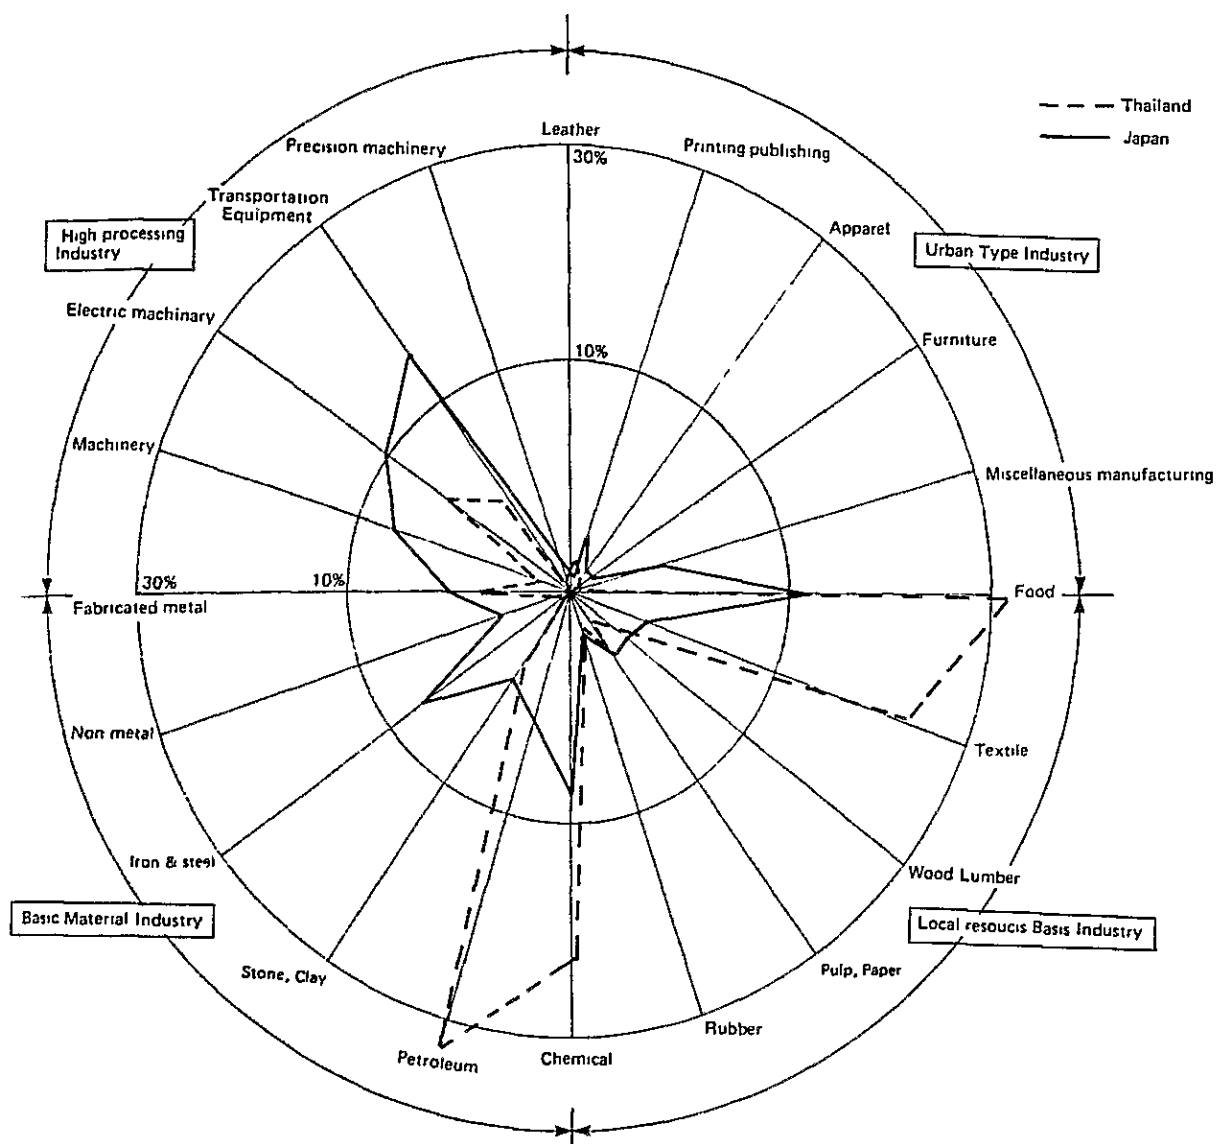 Thailand
Japan
Leather
30%
Printing publishing
Precision machinery
Transportation
Equipment
Apparet
High processing
Industry
Urban Type Industry
Electric machinary
Furniture
10%
Machinery
Miscellaneous manufacturing
30%
10%
Fabricated metal
Food
Non metal
Textile
Iron & steel
Wood Lumber
Basic Material Industry
Local resoucis Basis Industry
Stone, Clay
Pulp, Paper
Rubber
Petroleum
Chemical